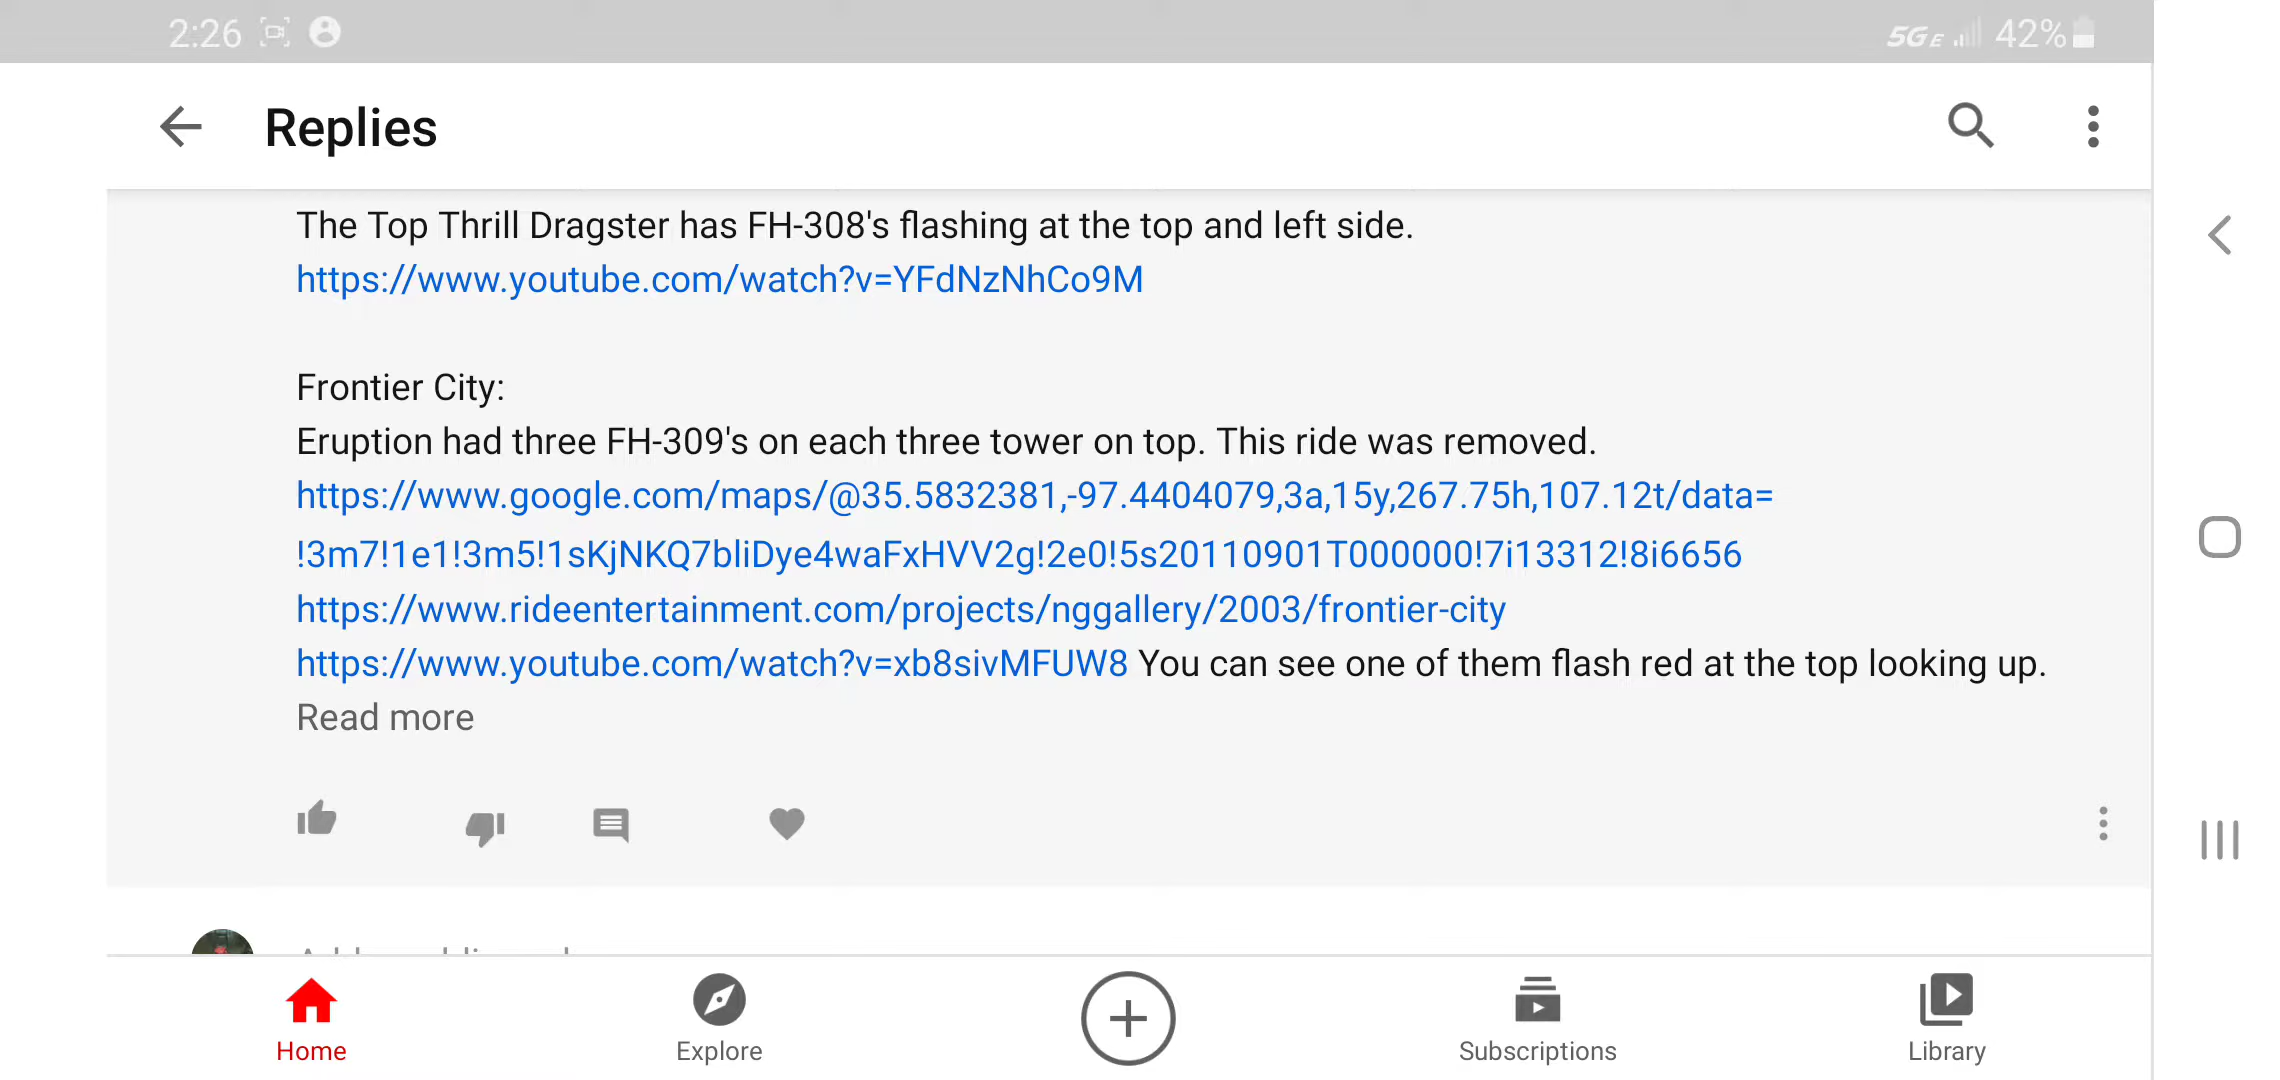 2:26
5GE 42%
Replies
The Top Thrill Dragster has FH-308's flashing at the top and left side.
https://www.youtube.com/watch?v=YFdNzNhCo9M
Frontier City:
Eruption had three FH-309's on each three tower on top. This ride was removed.
https://www.google.com/maps/@35.5832381,-97.4404079,3a,15y,267.75h,107.12t/data=
!3m7!1e1!3m5!1sKjNKQ7bliDye4waFxHVV2g!2e0!5s20110901T000000!7i13312!8i6656
https://www.rideentertainment.com/projects/nggallery/2003/frontier-city
https://www.youtube.com/watch?v=xb8sivMFUW8 You can see one of them flash red at the top looking up.
Read more
Home
Explore
Subscriptions
Library